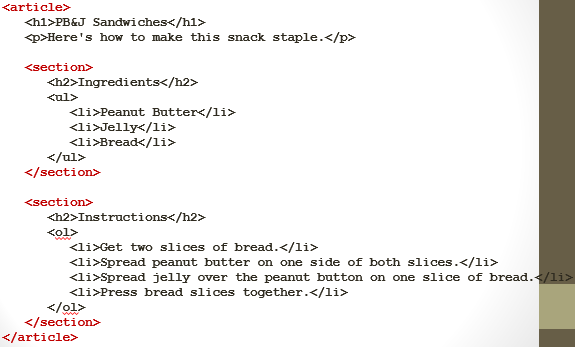 <article>
<h1>PB&J Sandwiches</h1>
<p>Here's how to make this snack staple.</p>
<section>
<h2>Ingredients</h2>
<ul>
<li>Peanut Butter</li>
<li>Jelly</li>
<li>Bread</li>
</ul>
</section>
<section>
<h2>Instructions</h2>
<ol>
<li>Get two slices of bread.</li>
<li>Spread peanut butter on one side of both slices.</li>
<li>Spread jelly over the peanut button on one slice of bread.</li>
<li>Press bread slices together.</li>
</ol>
</section>
</article>